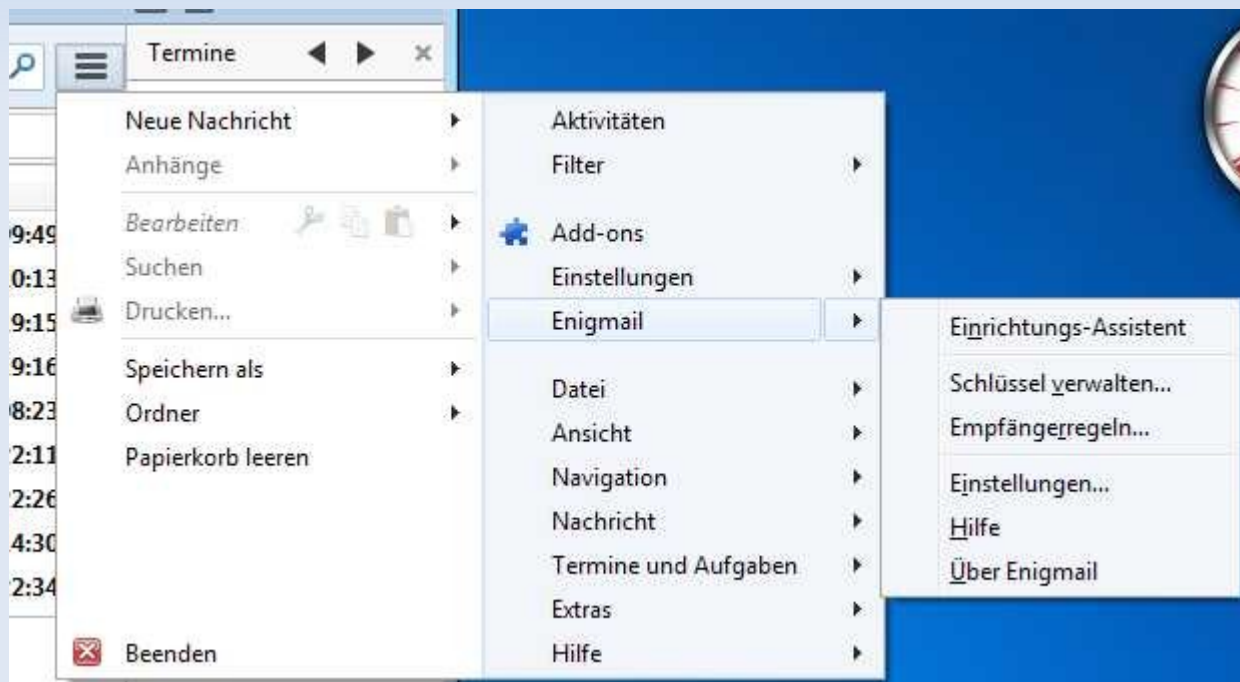 Termine
Neue Nachricht
Anhänge
Bearbeiten
Suchen
Drucken...
Speichern als
Ordner
Papierkorb leeren
Beenden
Aktivitäten
Filter
Add-ons
Einstellungen
Enigmail
Datei
Ansicht
Navigation
Nachricht
Termine und Aufgaben
Extras
Hilfe
Einrichtungs-Assistent
Schlüssel verwalten...
Empfängerregeln...
Einstellungen...
Hilfe
Über Enigmail
9:49
0:13
9:15
9:16
8:23
2:11
2:26
4:30
2:34